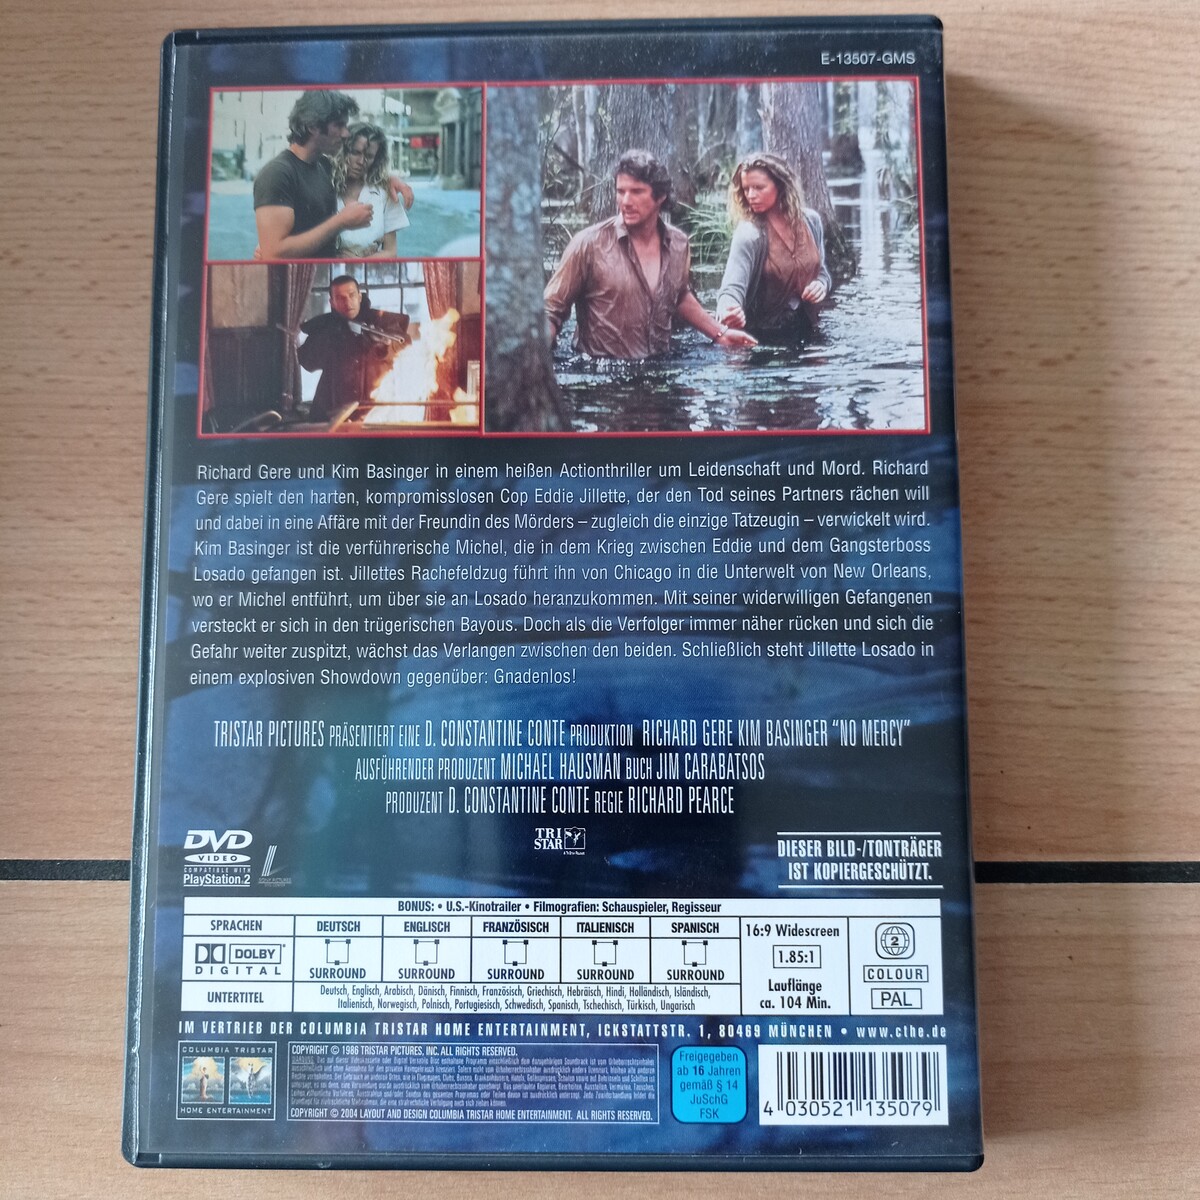 E-13507-GMS
Richard Gere und Kim Basinger in einem heißen Actionthriller um Leidenschaft und Mord. Richard
Gere spielt den harten, kompromisslosen Cop Eddie Jillette, der den Tod seines Partners rächen will
und dabei in eine Affäre mit der Freundin des Mörders – zugleich die einzige Tatzeugin – verwickelt wird.
Kim Basinger ist die verführerische Michel, die in dem Krieg zwischen Eddie und dem Gangsterboss
Losado gefangen ist. Jillettes Rachefeldzug führt ihn von Chicago in die Unterwelt von New Orleans,
wo er Michel entführt, um über sie an Losado heranzukommen. Mit seiner widerwilligen Gefangenen
versteckt er sich in den trügerischen Bayous. Doch als die Verfolger immer näher rücken und sich die
Gefahr weiter zuspitzt, wächst das Verlangen zwischen den beiden. Schließlich steht Jillette Losado in
einem explosiven Showdown gegenüber: Gnadenlos!
TRISTAR PICTURES PRÄSENTIERT EINE D. CONSTANTINE CONTE PRODUKTION RICHARD GERE KIM BASINGER "NO MERCY"
AUSFÜHRENDER PRODUZENT MICHAEL HAUSMAN BUCH JIM CARABATSOS
PRODUZENT D. CONSTANTINE CONTE REGIE RICHARD PEARCE
DVD
VIDEO
COMPATIBLE WITH
PlayStation 2
TRI
STAR
DIESER BILD-/TONTRÄGER
IST KOPIERGESCHÜTZT.
BONUS: • U.S.-Kinotrailer • Filmografien: Schauspieler, Regisseur
SPRACHEN DEUTSCH ENGLISCH FRANZÖSISCH ITALIENISCH SPANISCH
DOLBY
DIGITAL
SURROUND SURROUND SURROUND SURROUND SURROUND
UNTERTITEL
Deutsch, Englisch, Arabisch, Dänisch, Finnisch, Französisch, Griechisch, Hebräisch, Hindi, Holländisch, Isländisch,
Italienisch, Norwegisch, Polnisch, Portugiesisch, Schwedisch, Spanisch, Tschechisch, Türkisch, Ungarisch
16:9 Widescreen
1.85:1
Lauflänge
ca. 104 Min.
2
COLOUR
PAL
IM VERTRIEB DER COLUMBIA TRISTAR HOME ENTERTAINMENT, ICKSTATTSTR. 1, 80469 MÜNCHEN • www.cthe.de
COLUMBIA TRISTAR
HOME ENTERTAINMENT
COPYRIGHT © 1986 TRISTAR PICTURES, INC. ALL RIGHTS RESERVED.
COPYRIGHT © 2004 LAYOUT AND DESIGN COLUMBIA TRISTAR HOME ENTERTAINMENT. ALL RIGHTS RESERVED.
Freigegeben
ab 16 Jahren
gemäß § 14
JuSchG
FSK
4 030521 135079